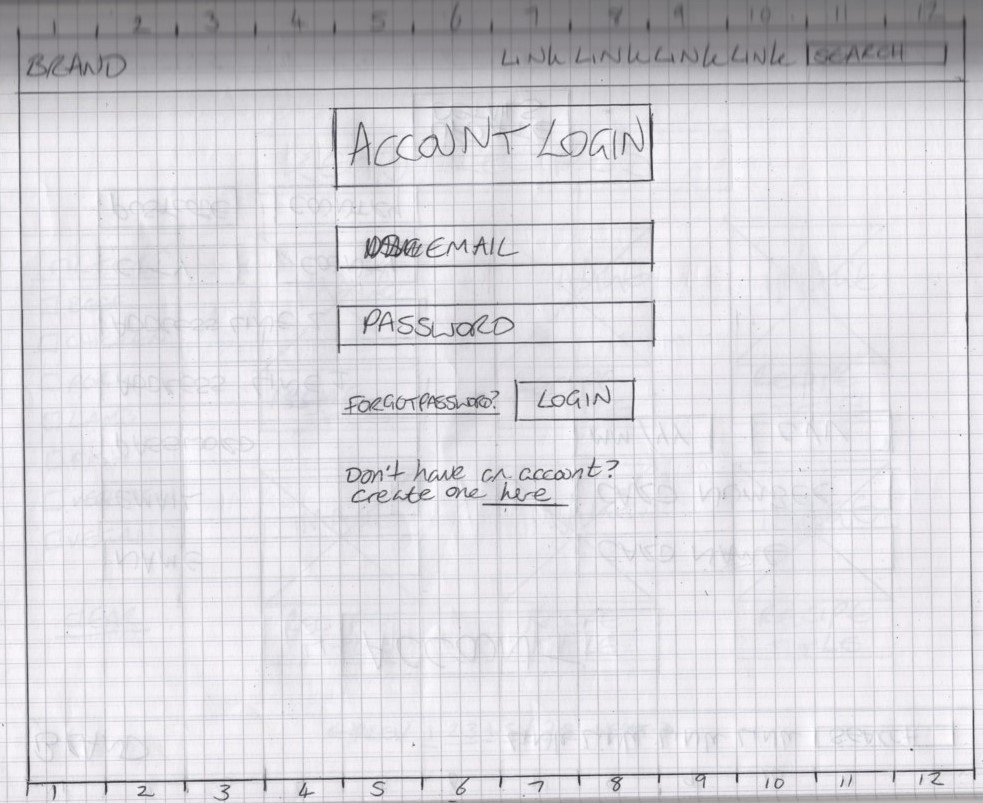 1 2 3 4 5 6 7 8 9 10 11 12
BRAND LINK LINK LINK LINK SEARCH
ACCOUNT LOGIN
EMAIL
PASSWORD
FORGOT PASSWORD? LOGIN
Don't have an account?
create one here
1 2 3 4 5 6 7 8 9 10 11 12